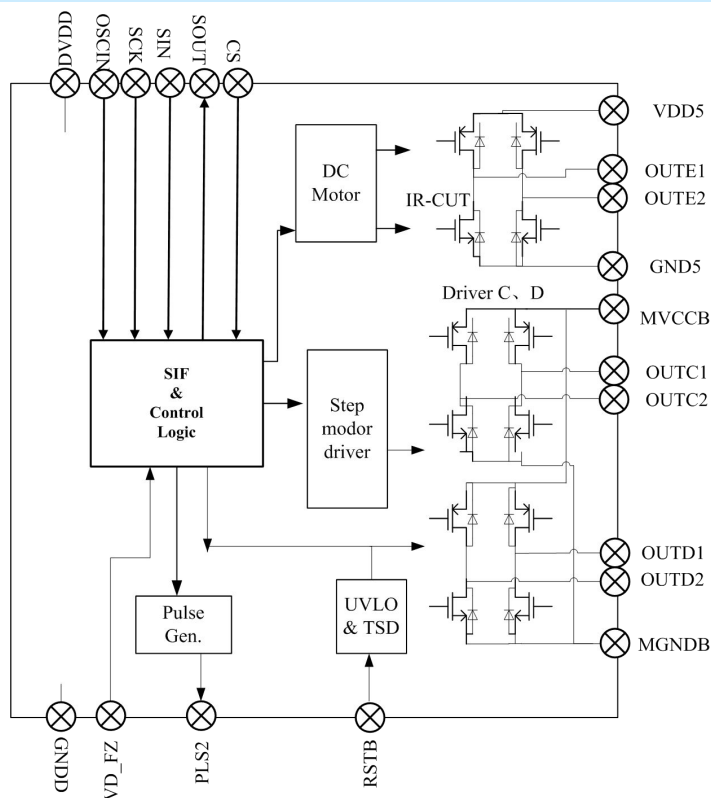 DVDD
OSCIN
SCK
SIN
SOUT
CS
VDD5
DC
Motor
OUTE1
IR-CUT
OUTE2
GND5
Driver C、D
MVCCB
SIF
&
Control
Logic
Step
modor
driver
OUTC1
OUTC2
OUTD1
OUTD2
Pulse
Gen.
UVLO
& TSD
MGNDB
GNDD
VD_FZ
PLS2
RSTB